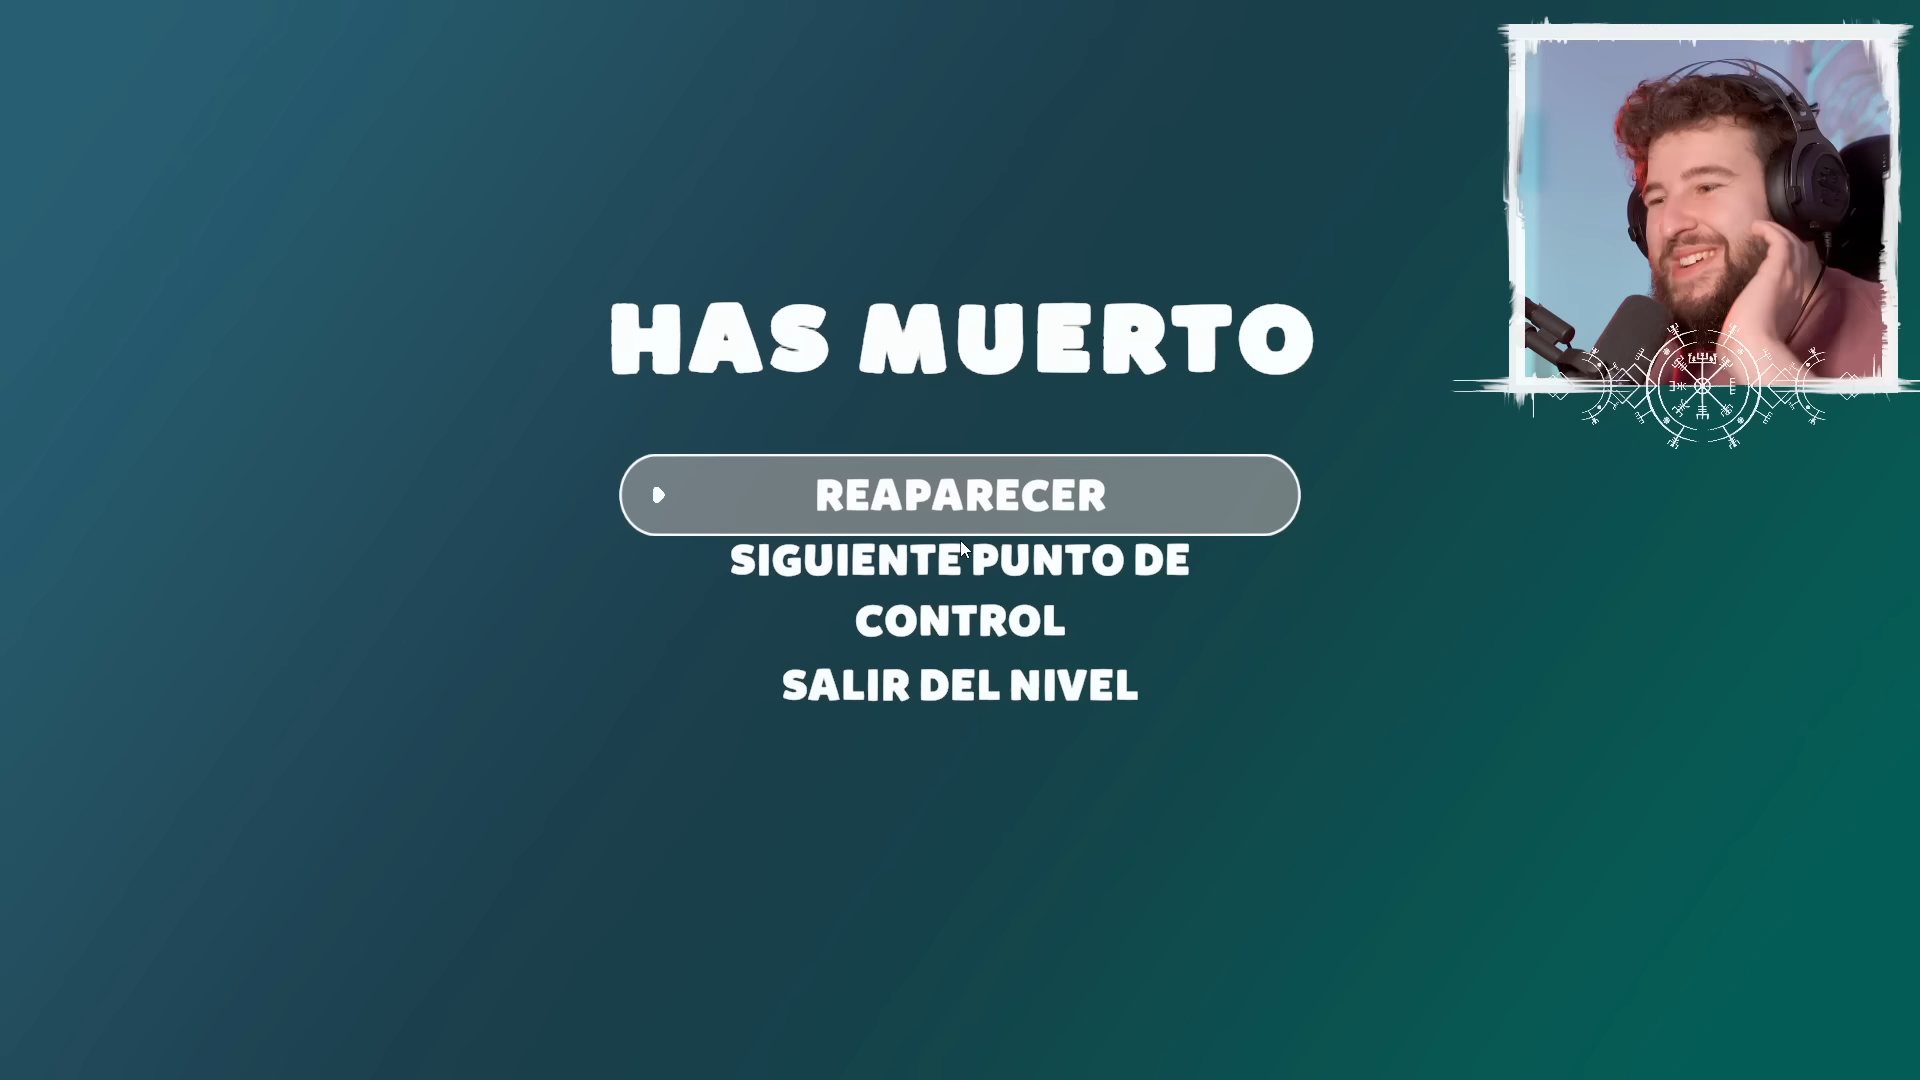 HAS MUERTO
REAPARECER
SIGUIENTE PUNTO DE
CONTROL
SALIR DEL NIVEL